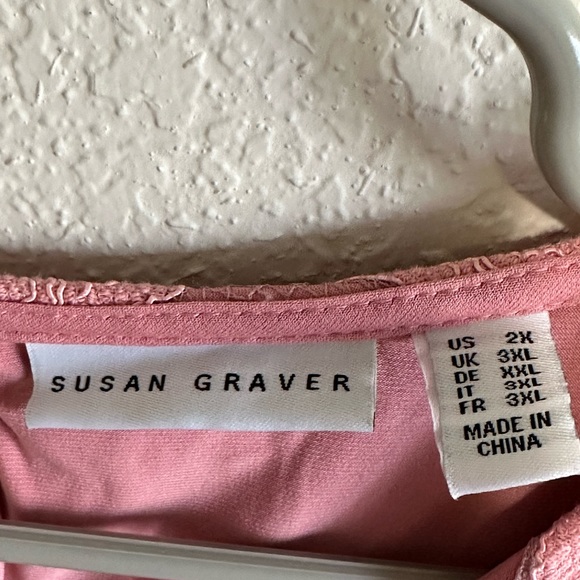 SUSAN GRAVER
US 2X
UK 3XL
DE XXL
IT 3XL
FR 3XL
MADE IN
CHINA